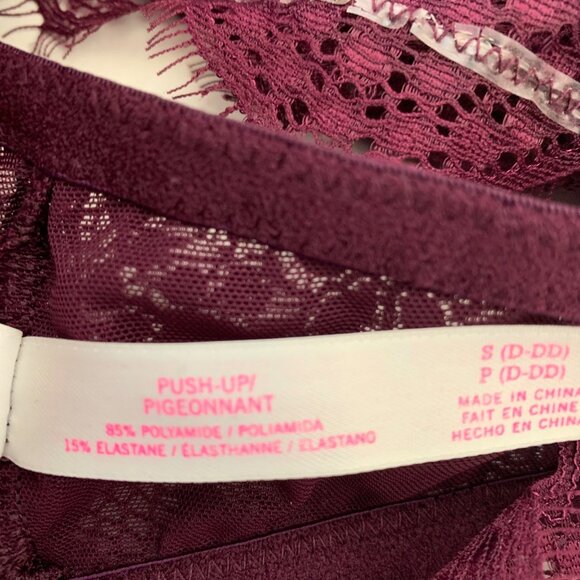 PUSH-UP/
PIGEONNANT
85% POLYAMIDE / POLIAMIDA
15% ELASTANE / ÉLASTHANNE / ELASTANO
S (D-DD)
P (D-DD)
MADE IN CHINA
FAIT EN CHINE
HECHO EN CHINA